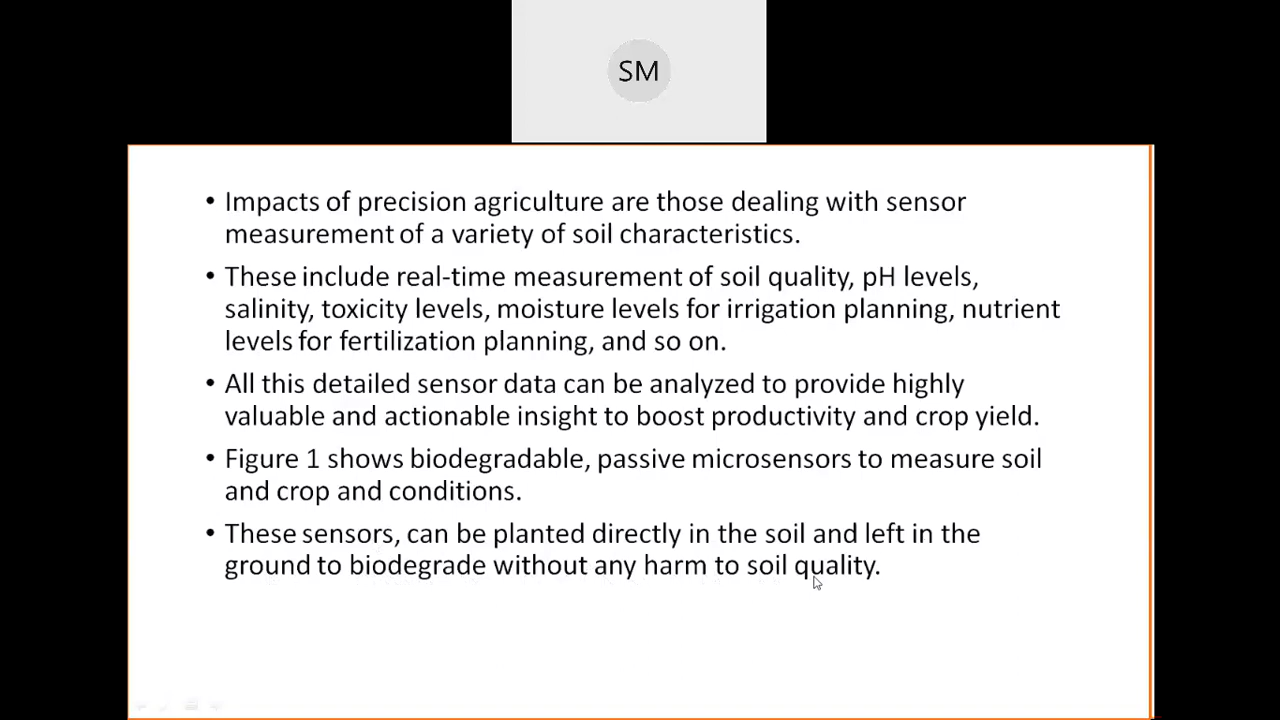 SM
• Impacts of precision agriculture are those dealing with sensor
measurement of a variety of soil characteristics.
• These include real-time measurement of soil quality, pH levels,
salinity, toxicity levels, moisture levels for irrigation planning, nutrient
levels for fertilization planning, and so on.
• All this detailed sensor data can be analyzed to provide highly
valuable and actionable insight to boost productivity and crop yield.
• Figure 1 shows biodegradable, passive microsensors to measure soil
and crop and conditions.
• These sensors, can be planted directly in the soil and left in the
ground to biodegrade without any harm to soil quality.